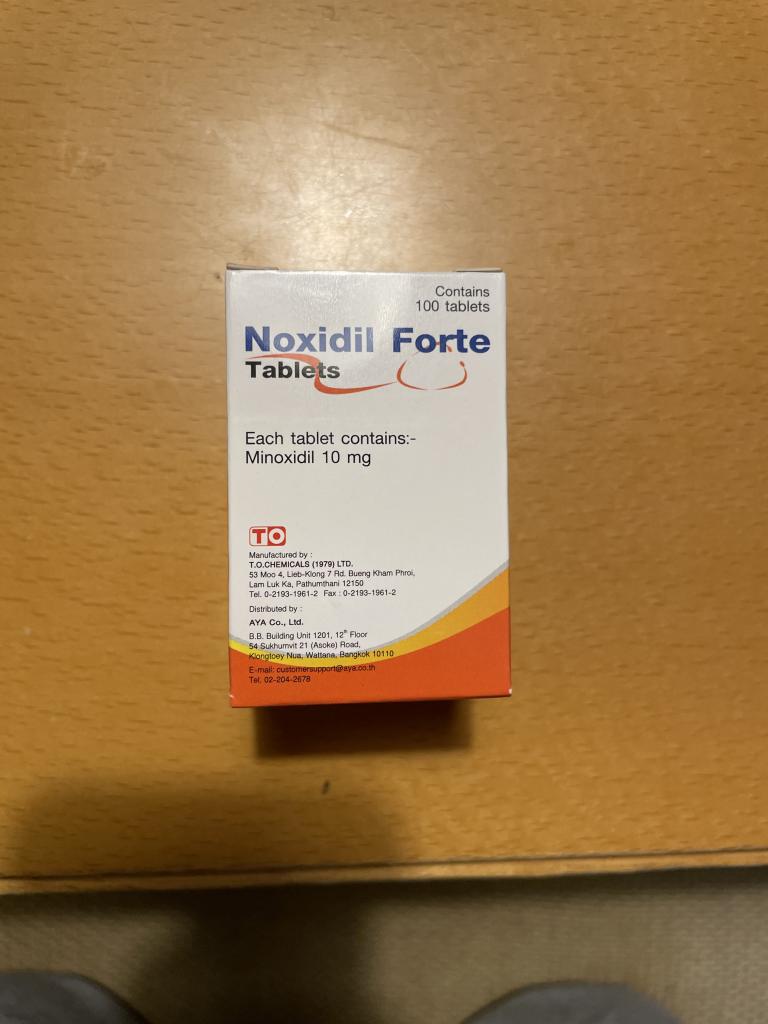 Contains
100 tablets
Noxidil Forte
Tablets
Each tablet contains:-
Minoxidil 10 mg
TO
Manufactured by :
T.O.CHEMICALS (1979) LTD.
53 Moo 4, Lieb-Klong 7 Rd. Bueng Kham Phroi,
Lam Luk Ka, Pathumthani 12150
Tel. 0-2193-1961-2 Fax : 0-2193-1961-2
Distributed by :
AYA Co., Ltd.
B.B. Building Unit 1201, 12th Floor
54 Sukhumvit 21 (Asoke) Road,
Klongtoey Nua, Wattana, Bangkok 10110
E-mail: customersupport@aya.co.th
Tel. 02-204-2678